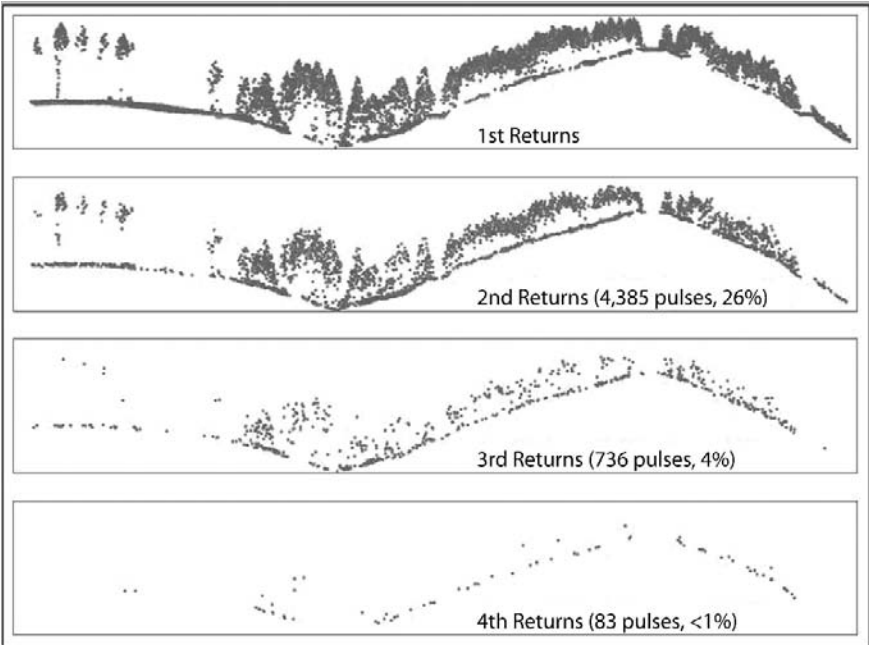 1st Returns
2nd Returns (4,385 pulses, 26%)
3rd Returns (736 pulses, 4%)
4th Returns (83 pulses, <1%)